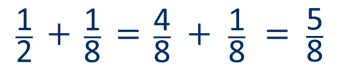 1/2 + 1/8 = 4/8 + 1/8 = 5/8